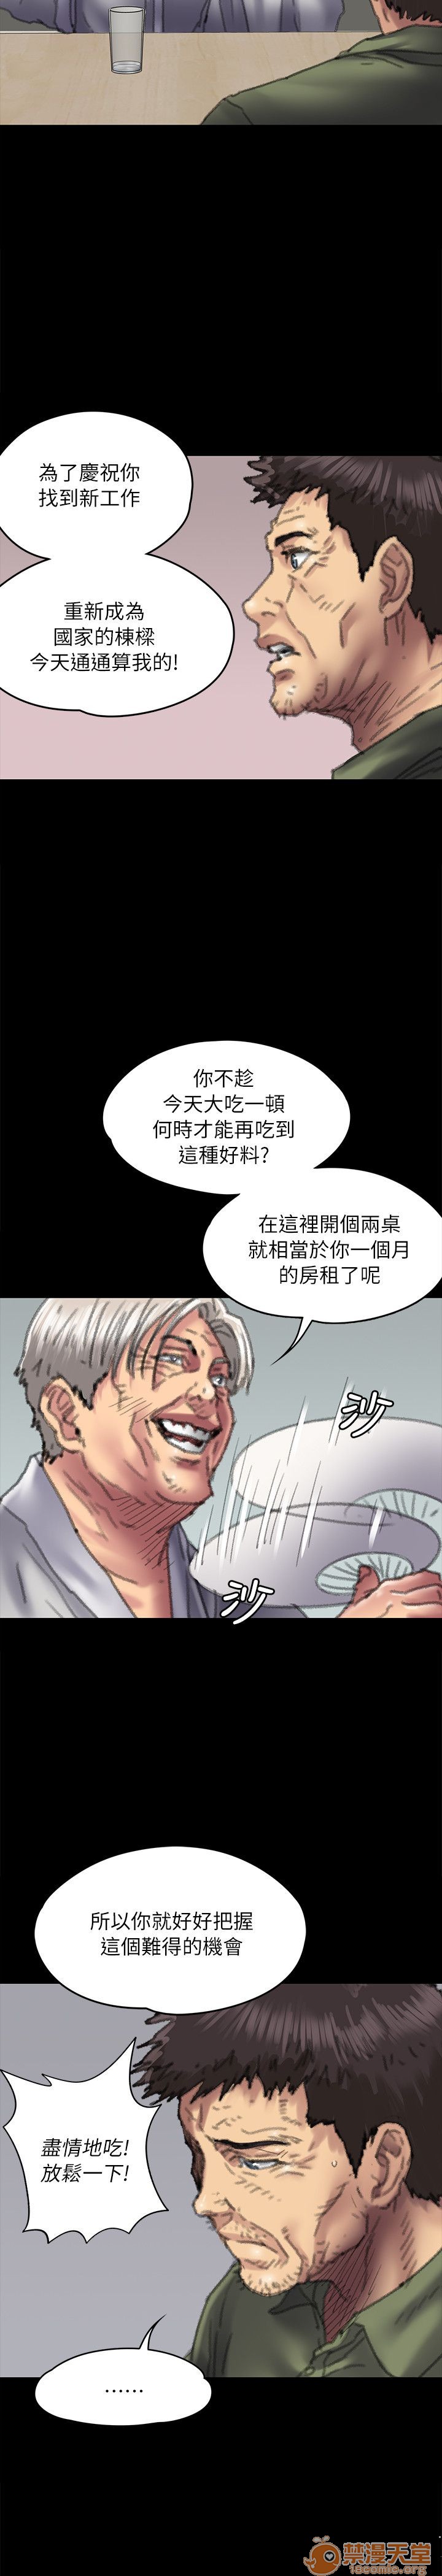 為了慶祝你
找到新工作
重新成為
國家的棟樑
今天通通算我的!
你不趁
今天大吃一頓
何時才能再吃到
這種好料?
在這裡開個兩桌
就相當於你一個月
的房租了呢
沙
沙
所以你就好好把握
這個難得的機會
盡情地吃!
放鬆一下!
……
禁漫天堂
18comic.org